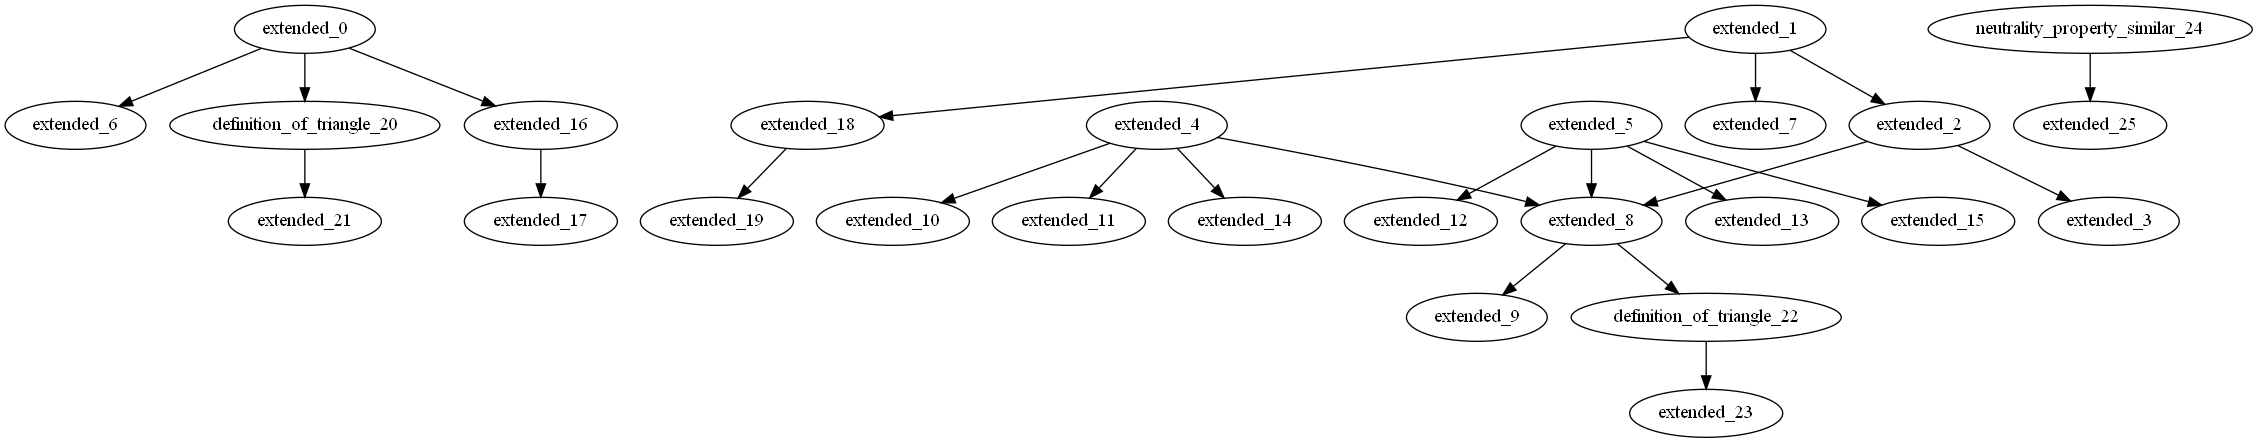 extended_0
extended_1
neutrality_property_similar_24
extended_6
definition_of_triangle_20
extended_16
extended_18
extended_4
extended_5
extended_7
extended_2
extended_25
extended_21
extended_17
extended_19
extended_10
extended_11
extended_14
extended_12
extended_8
extended_13
extended_15
extended_3
extended_9
definition_of_triangle_22
extended_23